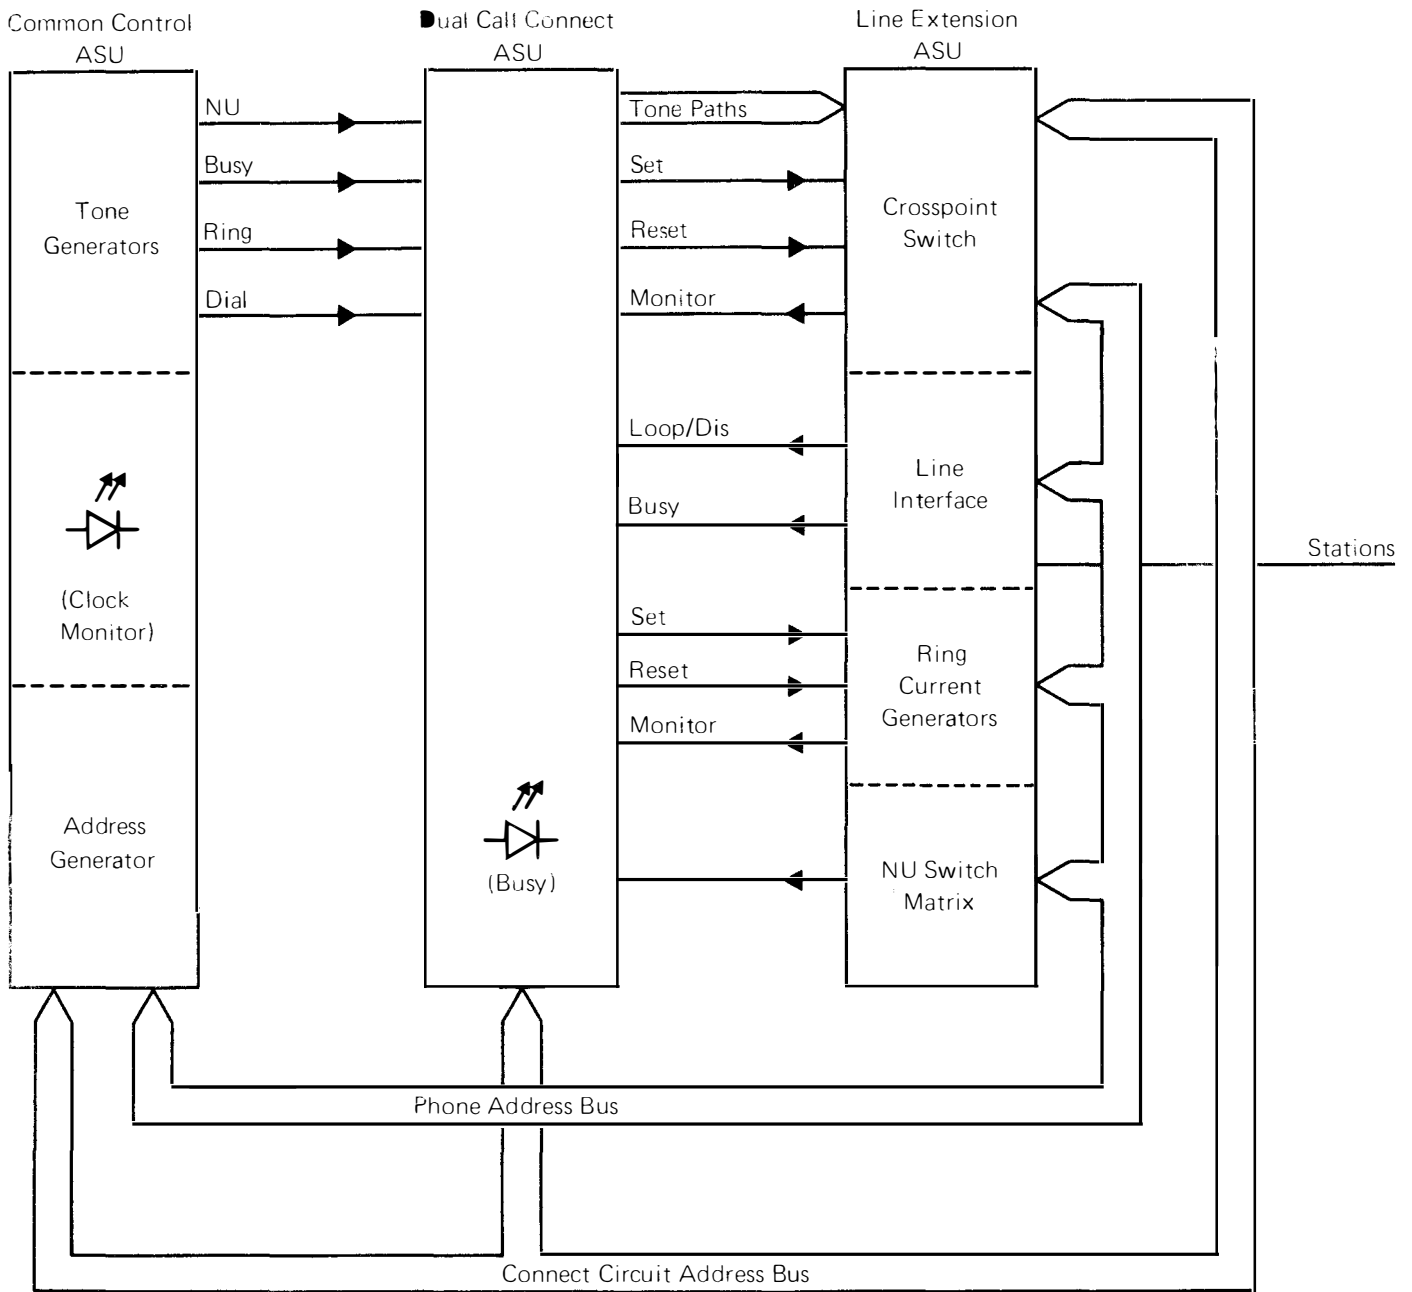 Common Control
ASU
Dual Call Connect
ASU
Line Extension
ASU
NU
Busy
Ring
Dial
Tone
Generators
(Clock
Monitor)
Address
Generator
Tone Paths
Set
Reset
Monitor
Loop/Dis
Busy
Set
Reset
Monitor
(Busy)
Crosspoint
Switch
Line
Interface
Ring
Current
Generators
NU Switch
Matrix
Stations
Phone Address Bus
Connect Circuit Address Bus